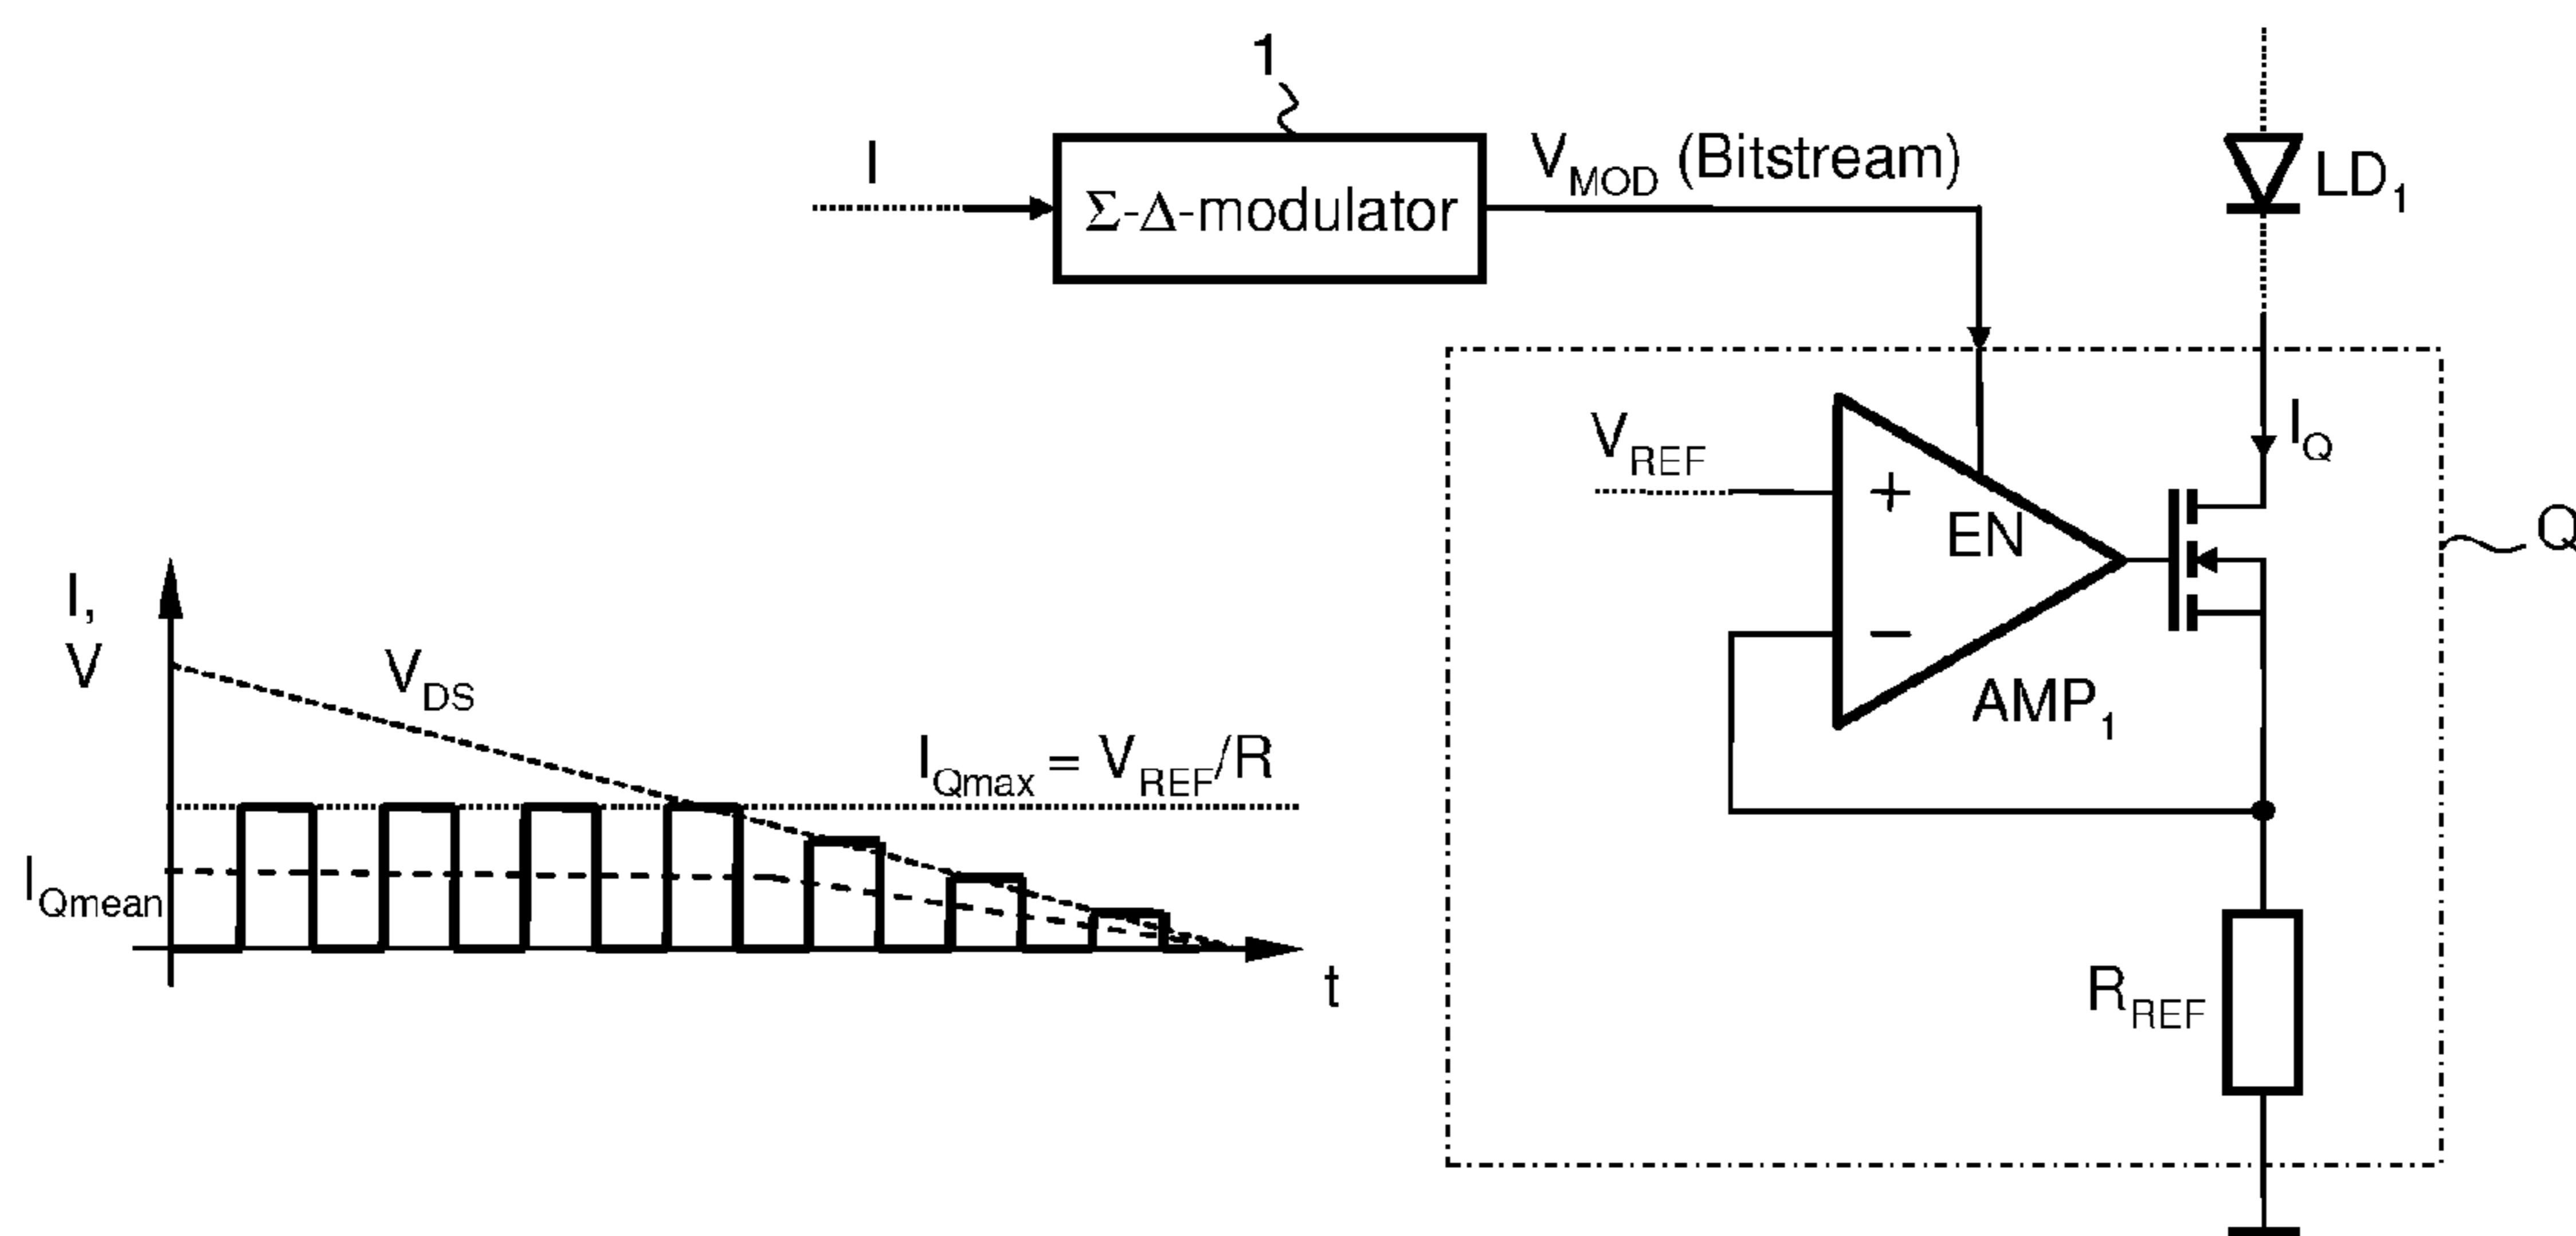 1
I
Σ-Δ-modulator
V_MOD (Bitstream)
LD_1
V_REF
+
EN
−
AMP_1
I_Q
Q
R_REF
I,
V
V_DS
I_Qmax = V_REF/R
I_Qmean
t